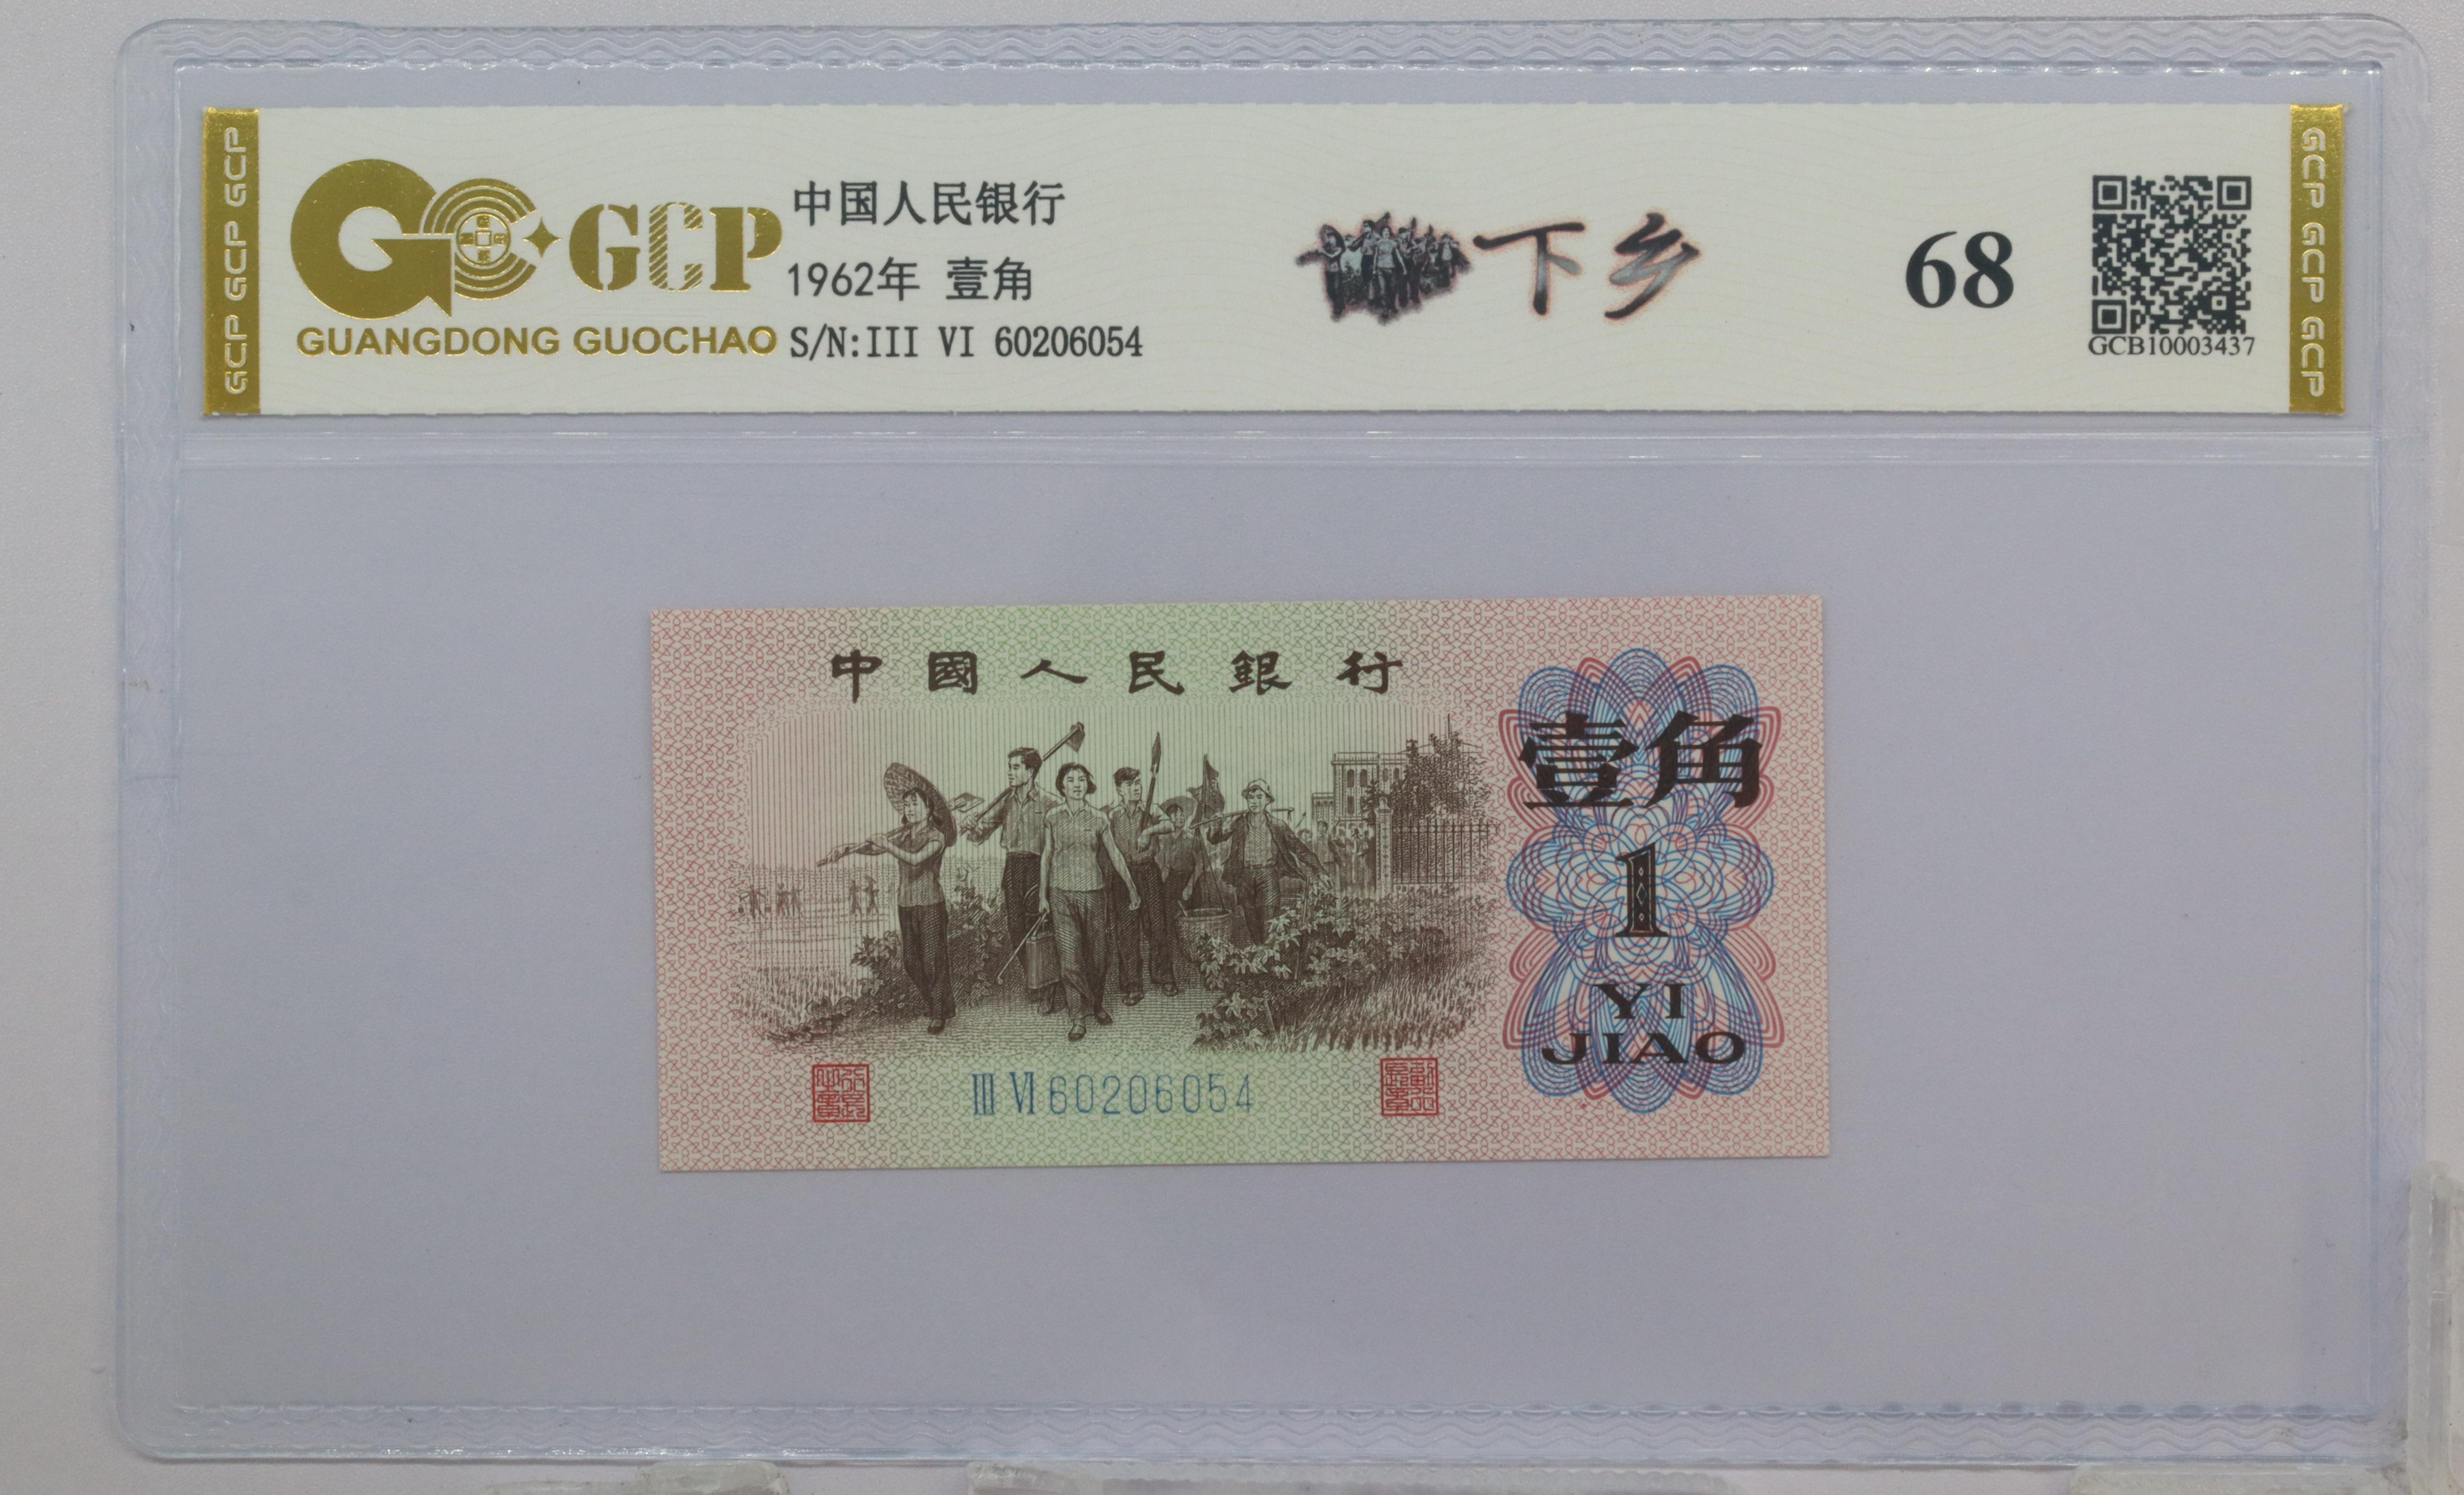 GCP GCP GCP
GCP
GUANGDONG GUOCHAO
中国人民银行
1962年 壹角
S/N:III VI 60206054
下乡
68
GCB10003437
GCP GCP GCP
中國人民銀行
壹角
1
YI
JIAO
III VI 60206054